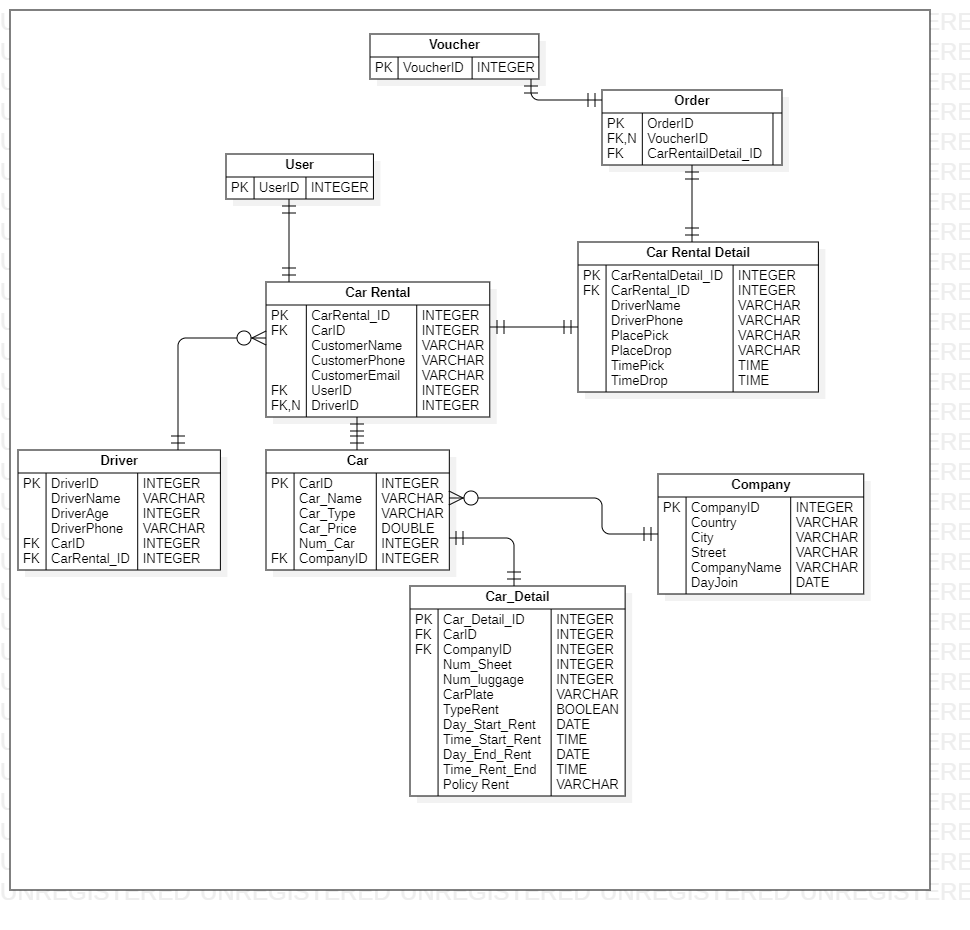 Voucher
PK VoucherID INTEGER
Order
PK OrderID
FK,N VoucherID
FK CarRentailDetail_ID
User
PK UserID INTEGER
Car Rental Detail
PK CarRentalDetail_ID INTEGER
FK CarRental_ID INTEGER
DriverName VARCHAR
DriverPhone VARCHAR
PlacePick VARCHAR
PlaceDrop VARCHAR
TimePick TIME
TimeDrop TIME
Car Rental
PK CarRental_ID INTEGER
FK CarID INTEGER
CustomerName VARCHAR
CustomerPhone VARCHAR
CustomerEmail VARCHAR
FK UserID INTEGER
FK,N DriverID INTEGER
Driver
PK DriverID INTEGER
DriverName VARCHAR
DriverAge INTEGER
DriverPhone VARCHAR
FK CarID INTEGER
FK CarRental_ID INTEGER
Car
PK CarID INTEGER
Car_Name VARCHAR
Car_Type VARCHAR
Car_Price DOUBLE
Num_Car INTEGER
FK CompanyID INTEGER
Company
PK CompanyID INTEGER
Country VARCHAR
City VARCHAR
Street VARCHAR
CompanyName VARCHAR
DayJoin DATE
Car_Detail
PK Car_Detail_ID INTEGER
FK CarID INTEGER
FK CompanyID INTEGER
Num_Sheet INTEGER
Num_luggage INTEGER
CarPlate VARCHAR
TypeRent BOOLEAN
Day_Start_Rent DATE
Time_Start_Rent TIME
Day_End_Rent DATE
Time_Rent_End TIME
Policy Rent VARCHAR
UNREGISTERED UNREGISTERED UNREGISTERED UNREGISTERED UNREGISTERE